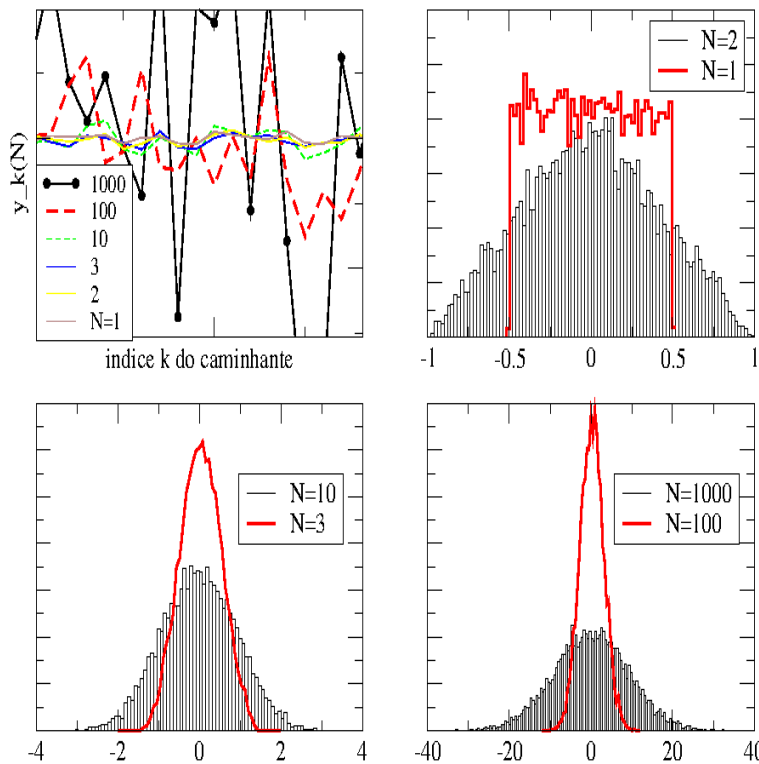 y_k(N)
1000
100
10
3
2
N=1
indice k do caminhante
N=2
N=1
-1 -0.5 0 0.5 1
N=10
N=3
-4 -2 0 2 4
N=1000
N=100
-40 -20 0 20 40